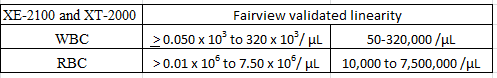 XE-2100 and XT-2000 Fairview validated linearity
WBC ≥ 0.050 x 10³ to 320 x 10³/ µL 50-320,000 /µL
RBC > 0.01 x 10⁶ to 7.50 x 10⁶/ µL 10,000 to 7,500,000 /µL